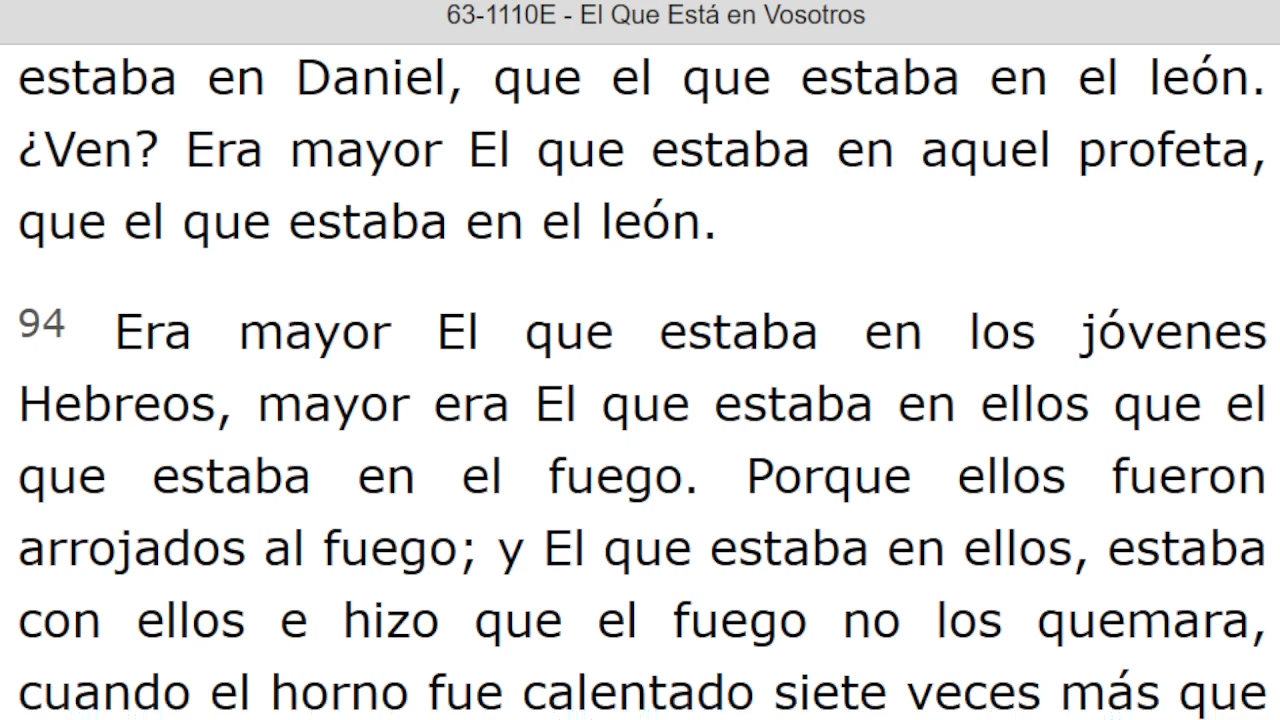 63-1110E - El Que Está en Vosotros
estaba en Daniel, que el que estaba en el león.
¿Ven? Era mayor El que estaba en aquel profeta,
que el que estaba en el león.
94 Era mayor El que estaba en los jóvenes
Hebreos, mayor era El que estaba en ellos que el
que estaba en el fuego. Porque ellos fueron
arrojados al fuego; y El que estaba en ellos, estaba
con ellos e hizo que el fuego no los quemara,
cuando el horno fue calentado siete veces más que